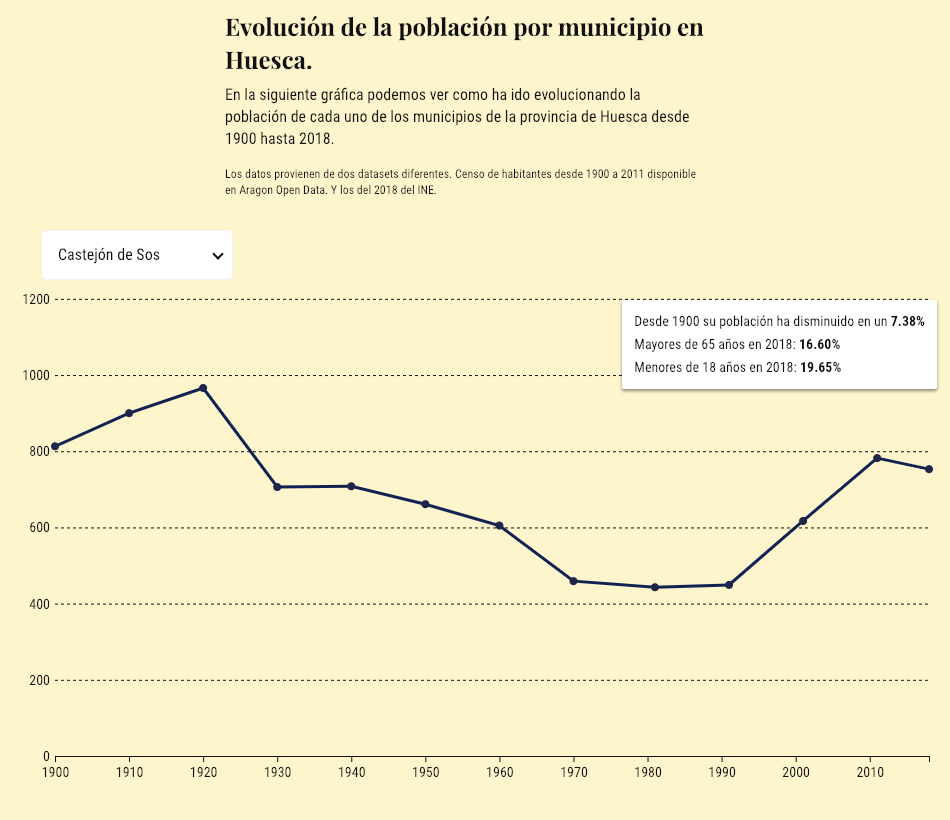 Evolución de la población por municipio en
Huesca.
En la siguiente gráfica podemos ver como ha ido evolucionando la
población de cada uno de los municipios de la provincia de Huesca desde
1900 hasta 2018.
Los datos provienen de dos datasets diferentes. Censo de habitantes desde 1900 a 2011 disponible
en Aragon Open Data. Y los del 2018 del INE.
Castejón de Sos
1200
Desde 1900 su población ha disminuido en un 7.38%
Mayores de 65 años en 2018: 16.60%
Menores de 18 años en 2018: 19.65%
1000
800
600
400
200
0
1900 1910 1920 1930 1940 1950 1960 1970 1980 1990 2000 2010